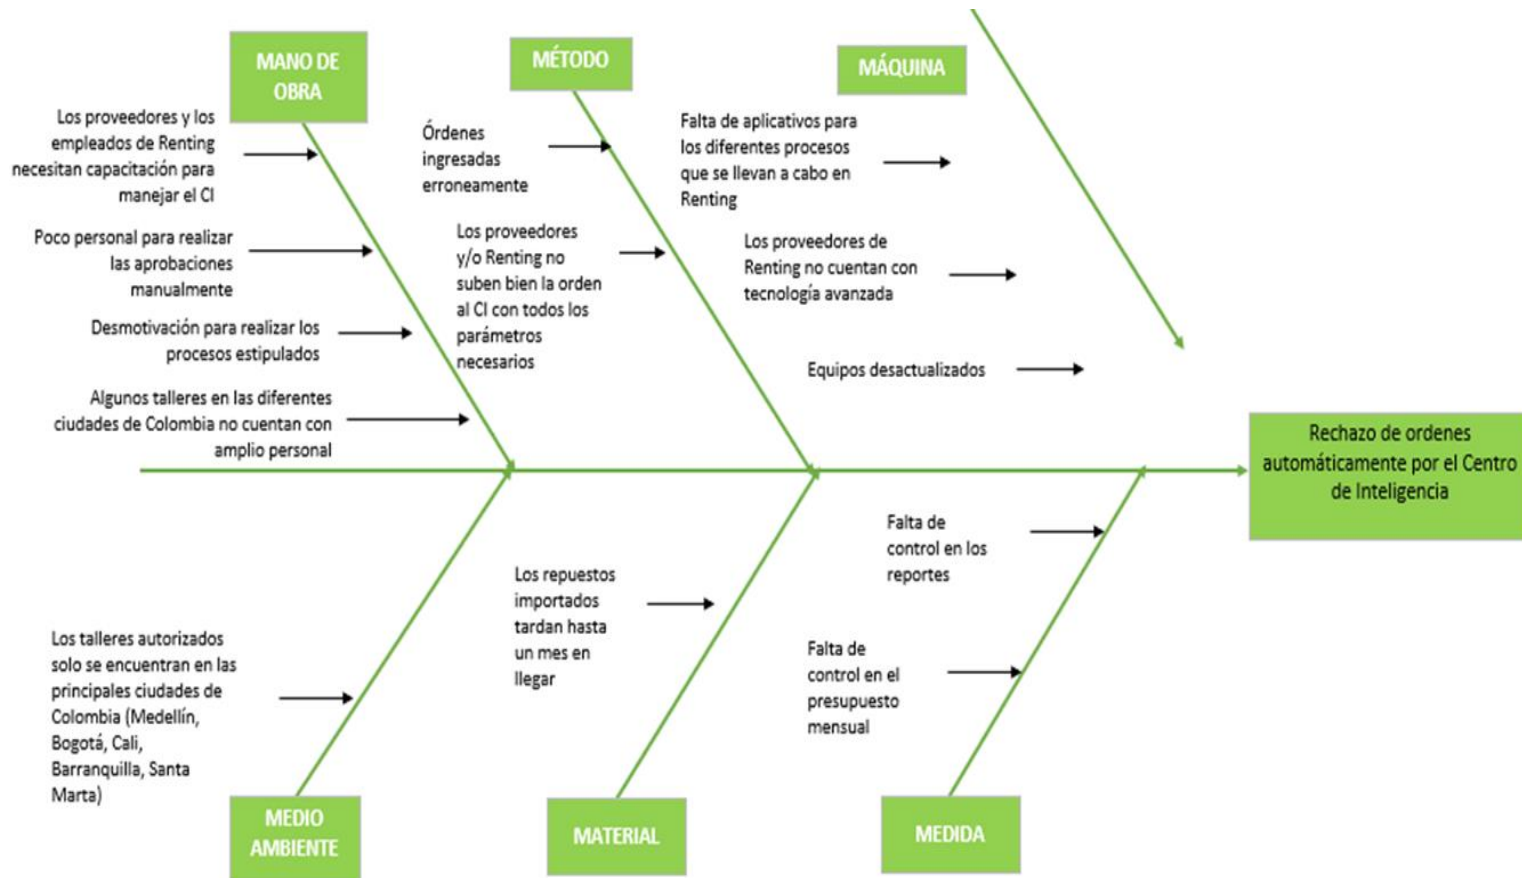 MANO DE
OBRA
Los proveedores y los
empleados de Renting
necesitan capacitación para
manejar el CI
Poco personal para realizar
las aprobaciones
manualmente
Desmotivación para realizar los
procesos estipulados
Algunos talleres en las diferentes
ciudades de Colombia no cuentan con
amplio personal
MÉTODO
Órdenes
ingresadas
erroneamente
Los proveedores
y/o Renting no
suben bien la orden
al CI con todos los
parámetros
necesarios
MÁQUINA
Falta de aplicativos para
los diferentes procesos
que se llevan a cabo en
Renting
Los proveedores de
Renting no cuentan con
tecnología avanzada
Equipos desactualizados
Rechazo de ordenes
automáticamente por el Centro
de Inteligencia
Los talleres autorizados
solo se encuentran en las
principales ciudades de
Colombia (Medellín,
Bogotá, Cali,
Barranquilla, Santa
Marta)
MEDIO
AMBIENTE
Los repuestos
importados
tardan hasta
un mes en
llegar
MATERIAL
Falta de
control en los
reportes
Falta de
control en el
presupuesto
mensual
MEDIDA